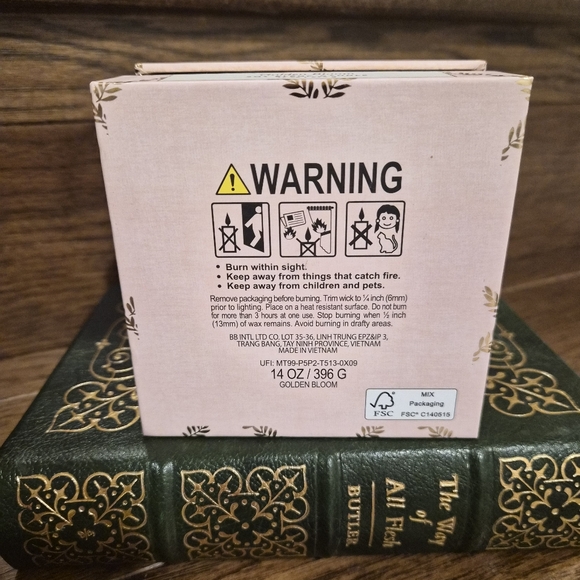 WARNING
• Burn within sight.
• Keep away from things that catch fire.
• Keep away from children and pets.
Remove packaging before burning. Trim wick to ¼ inch (6mm)
prior to lighting. Place on a heat resistant surface. Do not burn
for more than 3 hours at one use. Stop burning when ½ inch
(13mm) of wax remains. Avoid burning in drafty areas.
BB INTL LTD CO. LOT 35-36, LINH TRUNG EPZ&IP 3,
TRANG BANG, TAY NINH PROVINCE, VIETNAM
MADE IN VIETNAM
UFI: MT99-P5P2-T513-0X09
14 OZ / 396 G
GOLDEN BLOOM
FSC
MIX
Packaging
FSC® C140515
The Way
of
All Flesh
BUTLER